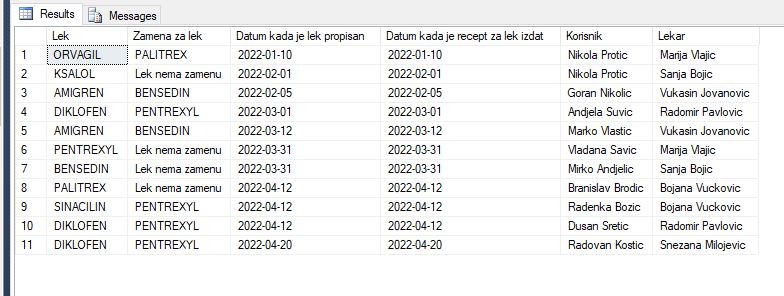 Results Messages
Lek Zamena za lek Datum kada je lek propisan Datum kada je recept za lek izdat Korisnik Lekar
1 ORVAGIL PALITREX 2022-01-10 2022-01-10 Nikola Protic Marija Vlajic
2 KSALOL Lek nema zamenu 2022-02-01 2022-02-01 Nikola Protic Sanja Bojic
3 AMIGREN BENSEDIN 2022-02-05 2022-02-05 Goran Nikolic Vukasin Jovanovic
4 DIKLOFEN PENTREXYL 2022-03-01 2022-03-01 Andjela Suvic Radomir Pavlovic
5 AMIGREN BENSEDIN 2022-03-12 2022-03-12 Marko Vlastic Vukasin Jovanovic
6 PENTREXYL Lek nema zamenu 2022-03-31 2022-03-31 Vladana Savic Marija Vlajic
7 BENSEDIN Lek nema zamenu 2022-03-31 2022-03-31 Mirko Andjelic Sanja Bojic
8 PALITREX Lek nema zamenu 2022-04-12 2022-04-12 Branislav Brodic Bojana Vuckovic
9 SINACILIN PENTREXYL 2022-04-12 2022-04-12 Radenka Bozic Bojana Vuckovic
10 DIKLOFEN PENTREXYL 2022-04-12 2022-04-12 Dusan Sretic Radomir Pavlovic
11 DIKLOFEN PENTREXYL 2022-04-20 2022-04-20 Radovan Kostic Snezana Milojevic